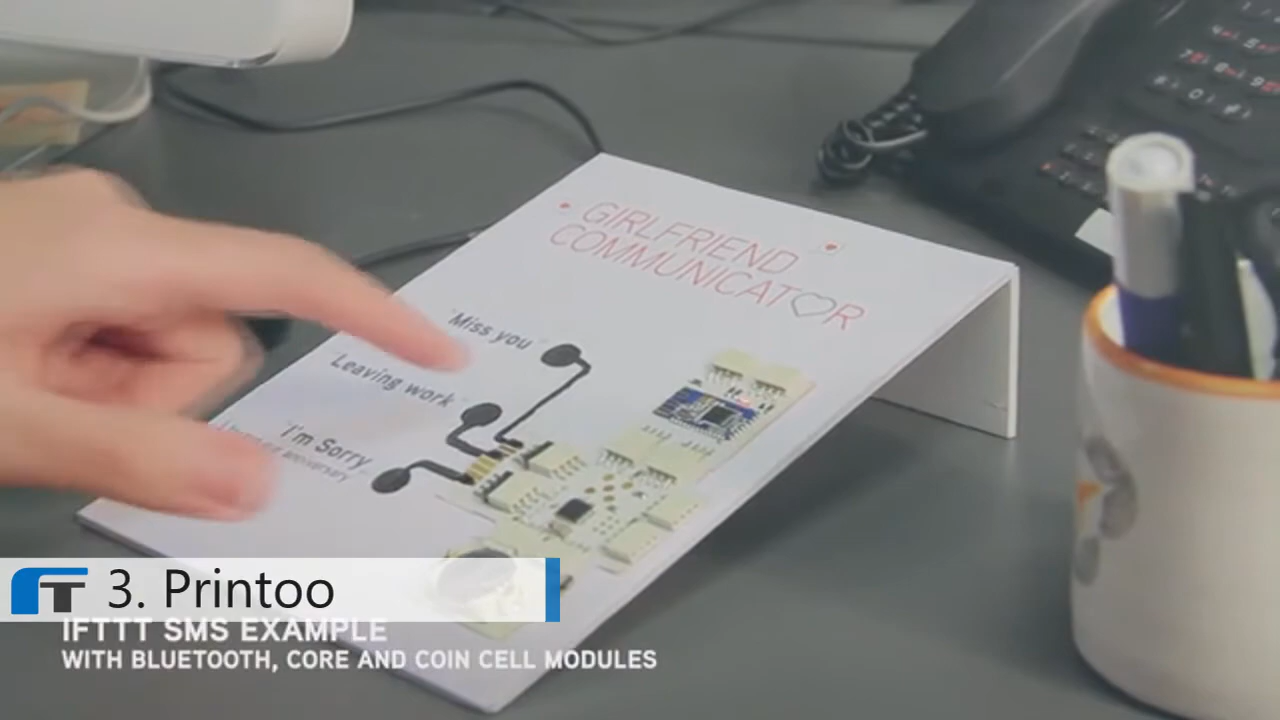 GIRLFRIEND
COMMUNICATOR
"Miss you"
Leaving work"
"I'm Sorry
anniversary"
3. Printoo
IFTTT SMS EXAMPLE
WITH BLUETOOTH, CORE AND COIN CELL MODULES